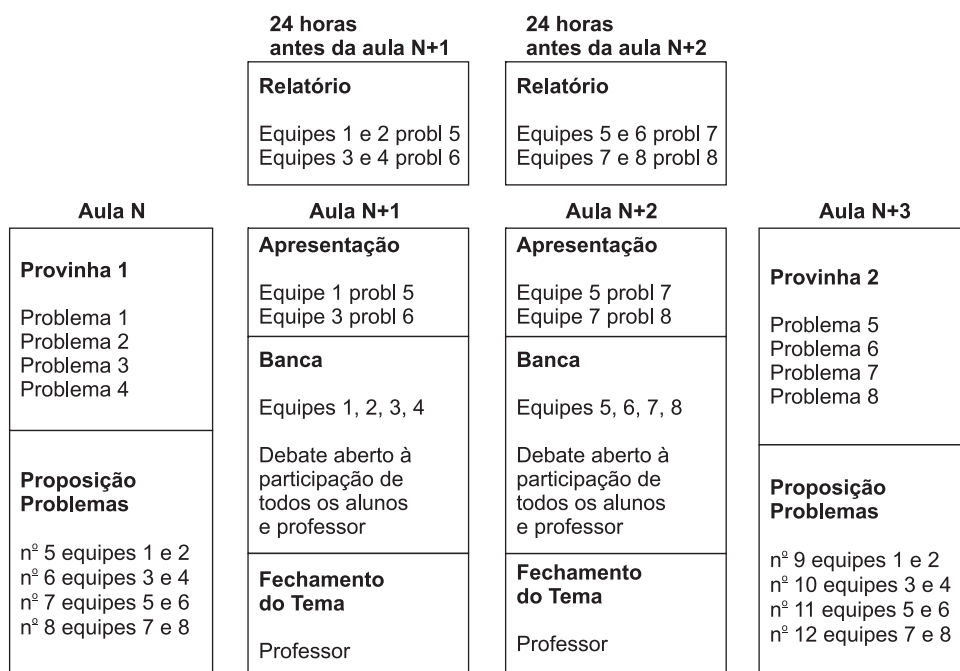 24 horas
antes da aula N+1
Relatório
Equipes 1 e 2 probl 5
Equipes 3 e 4 probl 6
24 horas
antes da aula N+2
Relatório
Equipes 5 e 6 probl 7
Equipes 7 e 8 probl 8
Aula N
Provinha 1
Problema 1
Problema 2
Problema 3
Problema 4
Proposição
Problemas
nº 5 equipes 1 e 2
nº 6 equipes 3 e 4
nº 7 equipes 5 e 6
nº 8 equipes 7 e 8
Aula N+1
Apresentação
Equipe 1 probl 5
Equipe 3 probl 6
Banca
Equipes 1, 2, 3, 4
Debate aberto à
participação de
todos os alunos
e professor
Fechamento
do Tema
Professor
Aula N+2
Apresentação
Equipe 5 probl 7
Equipe 7 probl 8
Banca
Equipes 5, 6, 7, 8
Debate aberto à
participação de
todos os alunos
e professor
Fechamento
do Tema
Professor
Aula N+3
Provinha 2
Problema 5
Problema 6
Problema 7
Problema 8
Proposição
Problemas
nº 9 equipes 1 e 2
nº 10 equipes 3 e 4
nº 11 equipes 5 e 6
nº 12 equipes 7 e 8